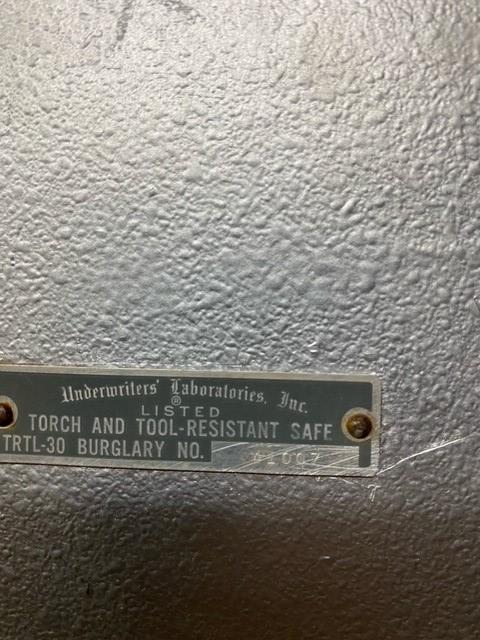 Underwriters' Laboratories, Inc.
®
LISTED
TORCH AND TOOL-RESISTANT SAFE
TRTL-30 BURGLARY NO.